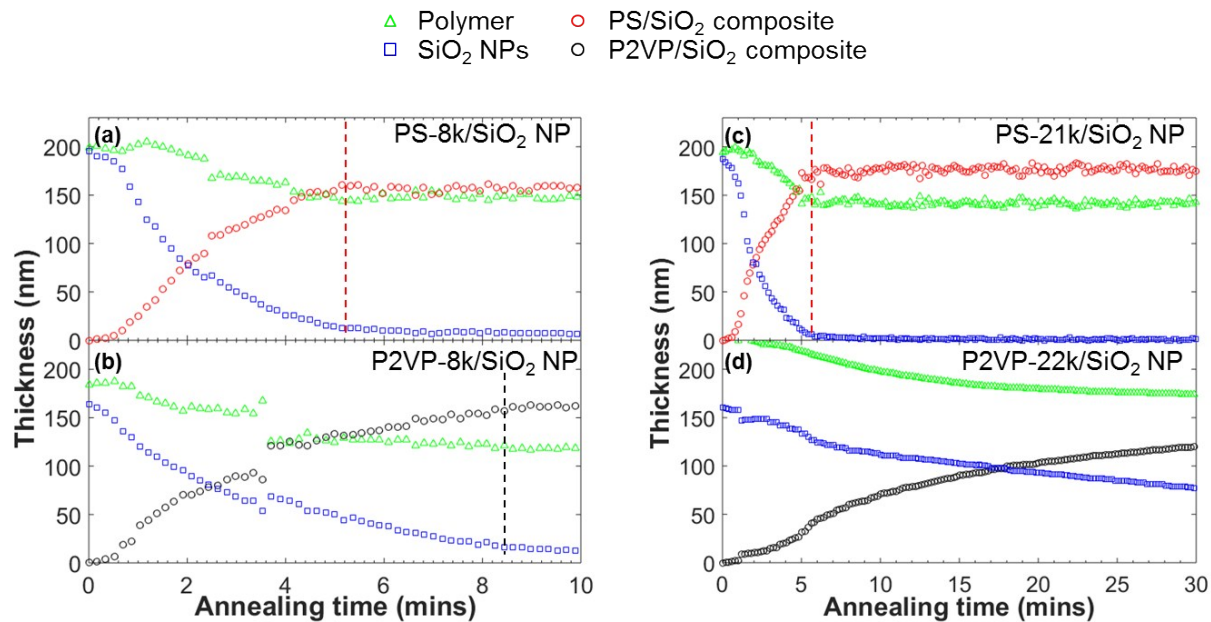 Polymer PS/SiO₂ composite
SiO₂ NPs P2VP/SiO₂ composite
(a) PS-8k/SiO₂ NP
200
150
100
50
0
(b) P2VP-8k/SiO₂ NP
200
150
100
50
0
0 2 4 6 8 10
Annealing time (mins)
Thickness (nm)
(c) PS-21k/SiO₂ NP
200
150
100
50
0
(d) P2VP-22k/SiO₂ NP
200
150
100
50
0
0 5 10 15 20 25 30
Annealing time (mins)
Thickness (nm)